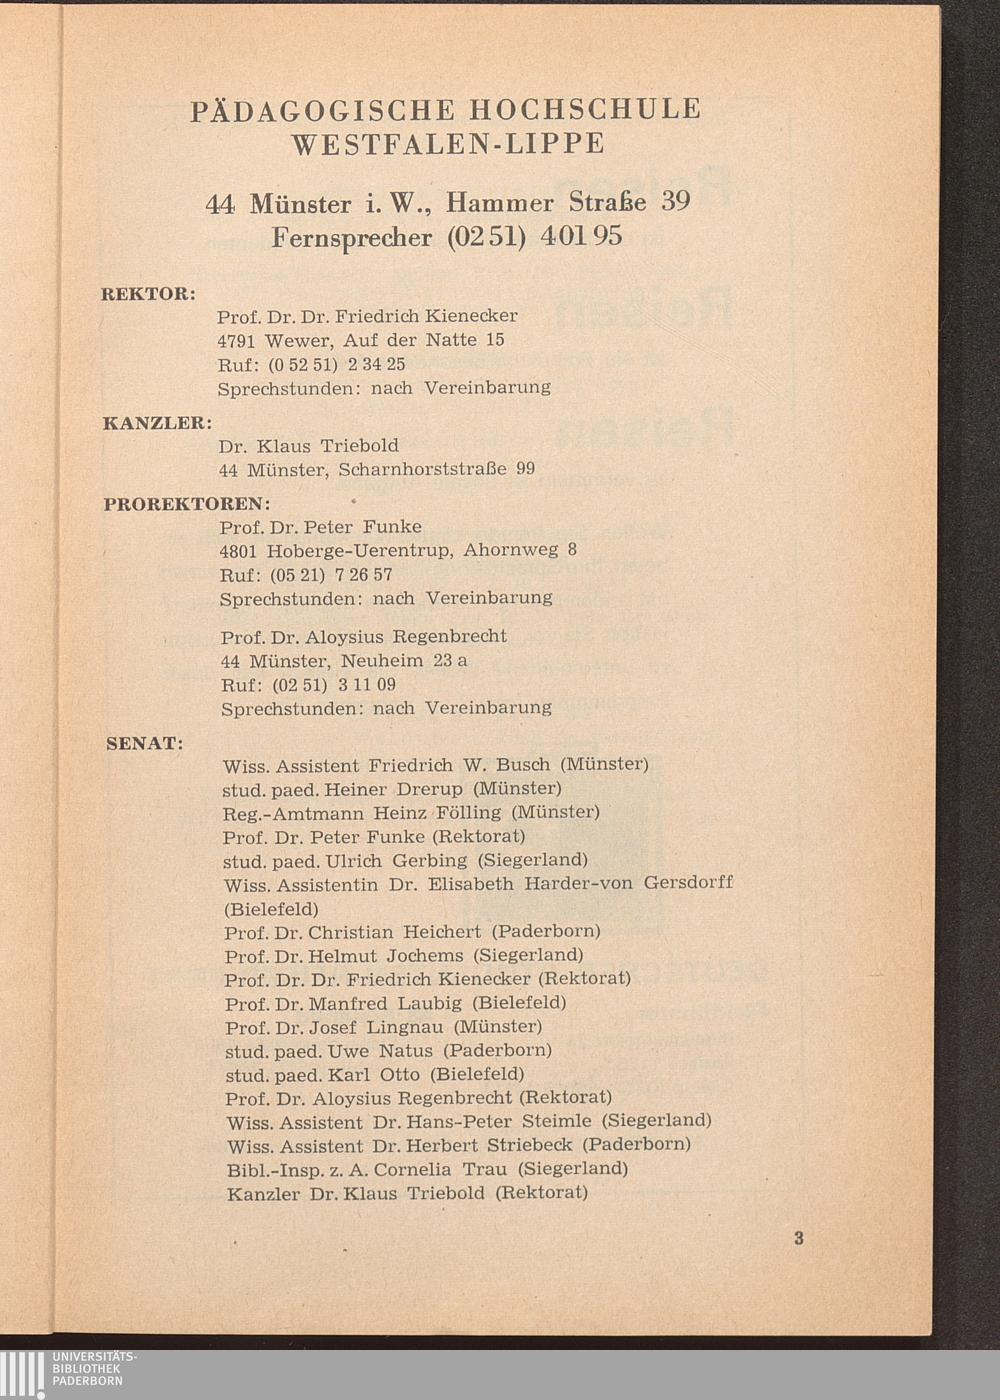 PÄDAGOGISCHE HOCHSCHULE
WESTFALEN-LIPPE
44 Münster i. W., Hammer Straße 39
Fernsprecher (02 51) 4 01 95
REKTOR:
Prof. Dr. Dr. Friedrich Kienecker
4791 Wewer, Auf der Natte 15
Ruf: (0 52 51) 2 34 25
Sprechstunden: nach Vereinbarung
KANZLER:
Dr. Klaus Triebold
44 Münster, Scharnhorststraße 99
PROREKTOREN:
Prof. Dr. Peter Funke
4801 Hoberge-Uerentrup, Ahornweg 8
Ruf: (05 21) 7 26 57
Sprechstunden: nach Vereinbarung
Prof. Dr. Aloysius Regenbrecht
44 Münster, Neuheim 23 a
Ruf: (02 51) 3 11 09
Sprechstunden: nach Vereinbarung
SENAT:
Wiss. Assistent Friedrich W. Busch (Münster)
stud. paed. Heiner Drerup (Münster)
Reg.-Amtmann Heinz Fölling (Münster)
Prof. Dr. Peter Funke (Rektorat)
stud. paed. Ulrich Gerbing (Siegerland)
Wiss. Assistentin Dr. Elisabeth Harder-von Gersdorff
(Bielefeld)
Prof. Dr. Christian Heichert (Paderborn)
Prof. Dr. Helmut Jochems (Siegerland)
Prof. Dr. Dr. Friedrich Kienecker (Rektorat)
Prof. Dr. Manfred Laubig (Bielefeld)
Prof. Dr. Josef Lingnau (Münster)
stud. paed. Uwe Natus (Paderborn)
stud. paed. Karl Otto (Bielefeld)
Prof. Dr. Aloysius Regenbrecht (Rektorat)
Wiss. Assistent Dr. Hans-Peter Steimle (Siegerland)
Wiss. Assistent Dr. Herbert Striebeck (Paderborn)
Bibl.-Insp. z. A. Cornelia Trau (Siegerland)
Kanzler Dr. Klaus Triebold (Rektorat)
3
UNIVERSITÄTS-
BIBLIOTHEK
PADERBORN